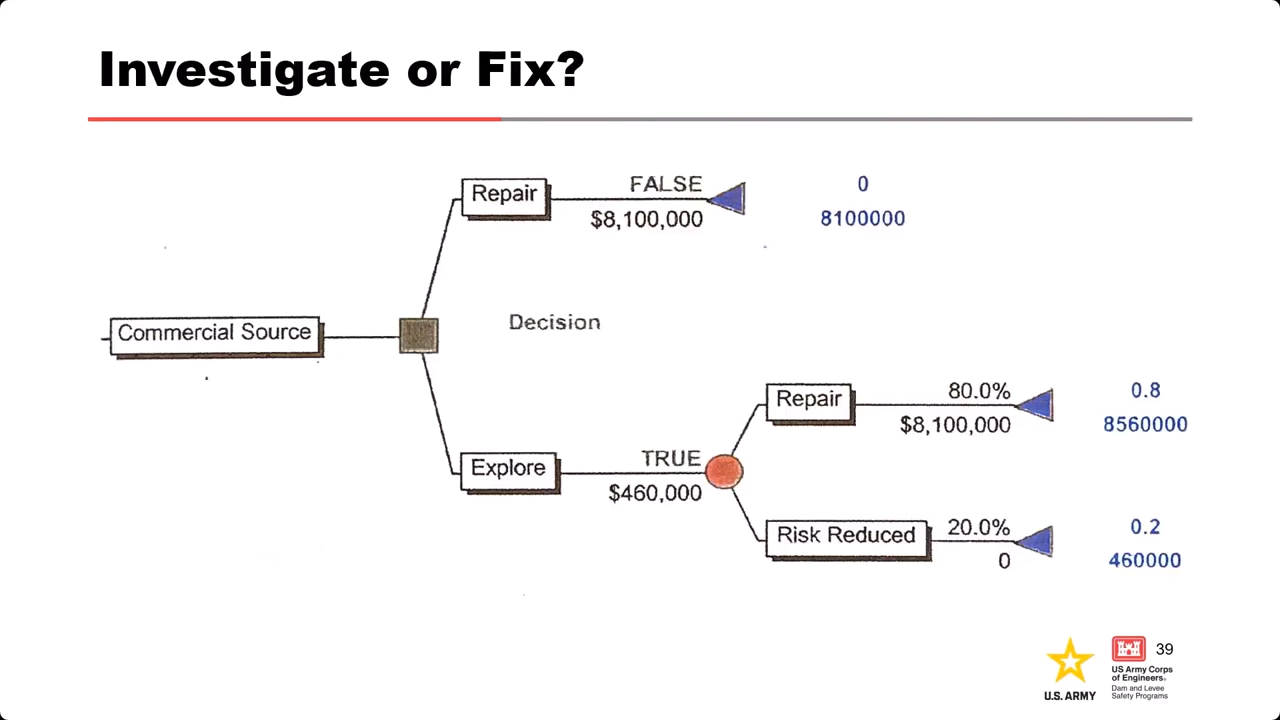 Investigate or Fix?
Repair
FALSE
$8,100,000
0
8100000
Commercial Source
Decision
Explore
TRUE
$460,000
Repair
80.0%
$8,100,000
0.8
8560000
Risk Reduced
20.0%
0
0.2
460000
U.S. ARMY
US Army Corps
of Engineers®
Dam and Levee
Safety Programs
39